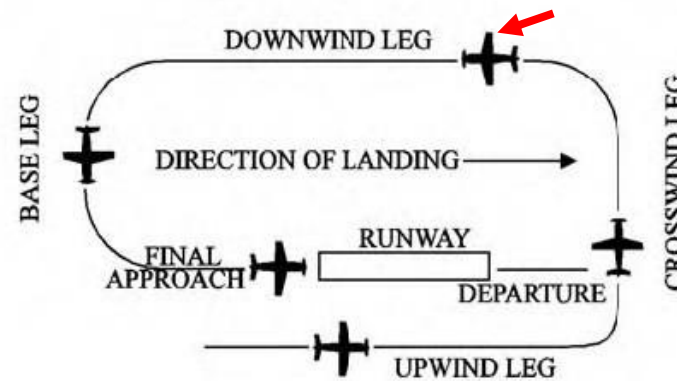 DOWNWIND LEG
BASE LEG
DIRECTION OF LANDING
CROSSWIND LEG
RUNWAY
FINAL
APPROACH
DEPARTURE
UPWIND LEG